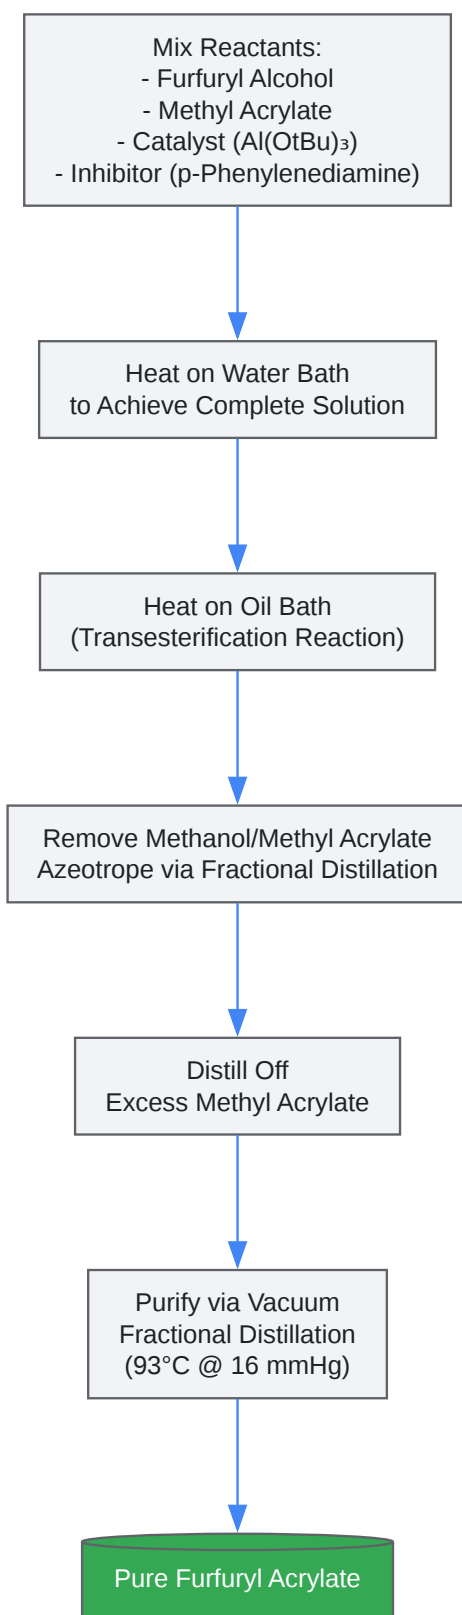 Mix Reactants:
- Furfuryl Alcohol
- Methyl Acrylate
- Catalyst (Al(OtBu)₃)
- Inhibitor (p-Phenylenediamine)
Heat on Water Bath
to Achieve Complete Solution
Heat on Oil Bath
(Transesterification Reaction)
Remove Methanol/Methyl Acrylate
Azeotrope via Fractional Distillation
Distill Off
Excess Methyl Acrylate
Purify via Vacuum
Fractional Distillation
(93°C @ 16 mmHg)
Pure Furfuryl Acrylate